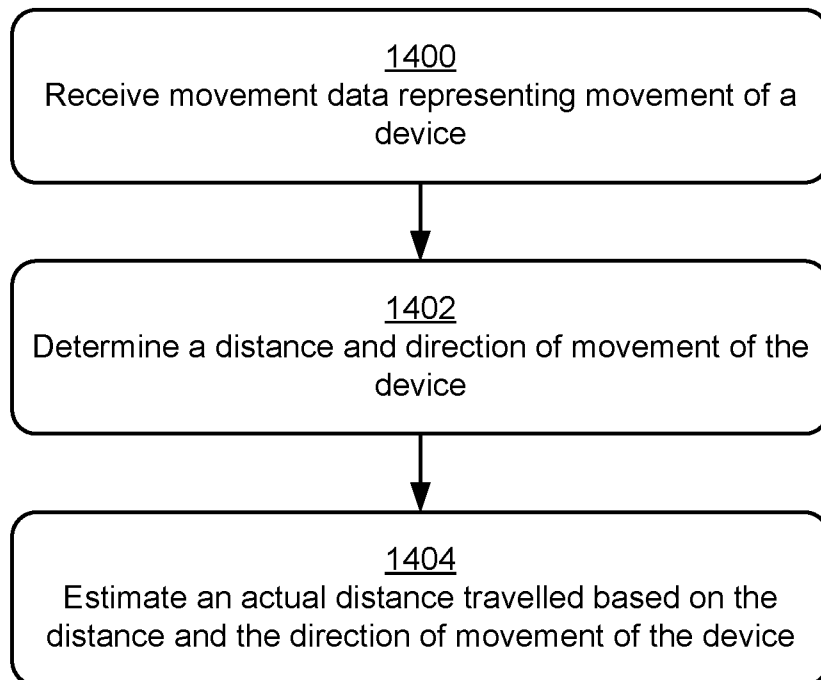 1400
Receive movement data representing movement of a
device
1402
Determine a distance and direction of movement of the
device
1404
Estimate an actual distance travelled based on the
distance and the direction of movement of the device